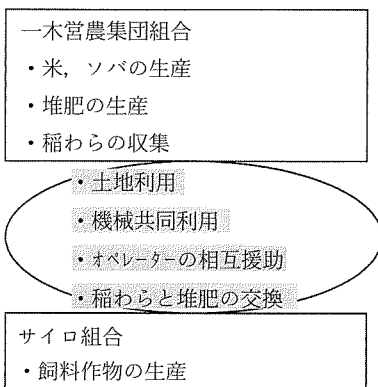 一木営農集団組合
・米，ソバの生産
・堆肥の生産
・稲わらの収集
・土地利用
・機械共同利用
・オペレーターの相互援助
・稲わらと堆肥の交換
サイロ組合
・飼料作物の生産